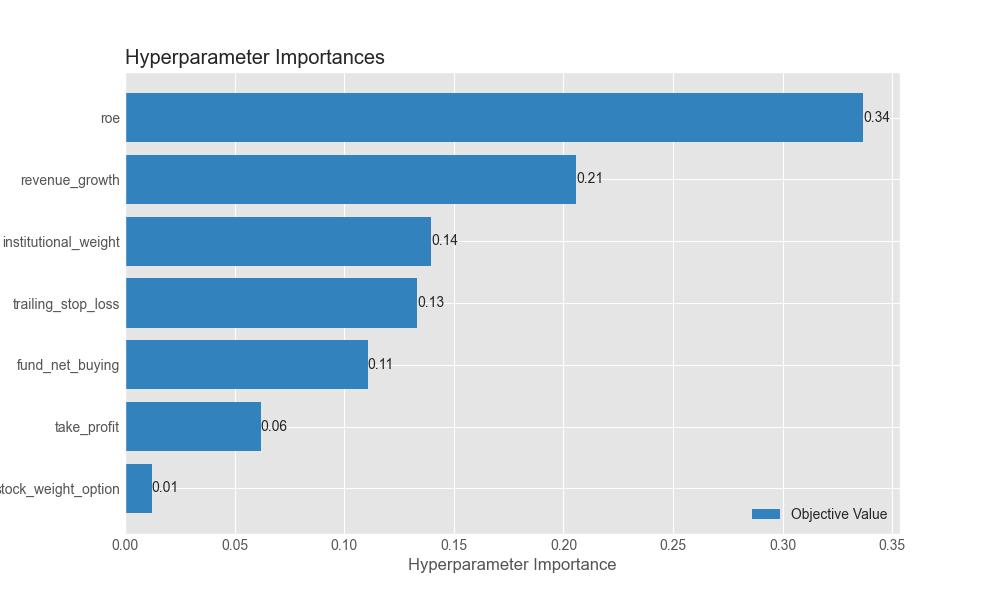 Hyperparameter Importances
roe 0.34
revenue_growth 0.21
institutional_weight 0.14
trailing_stop_loss 0.13
fund_net_buying 0.11
take_profit 0.06
tock_weight_option 0.01
Objective Value
0.00 0.05 0.10 0.15 0.20 0.25 0.30 0.35
Hyperparameter Importance